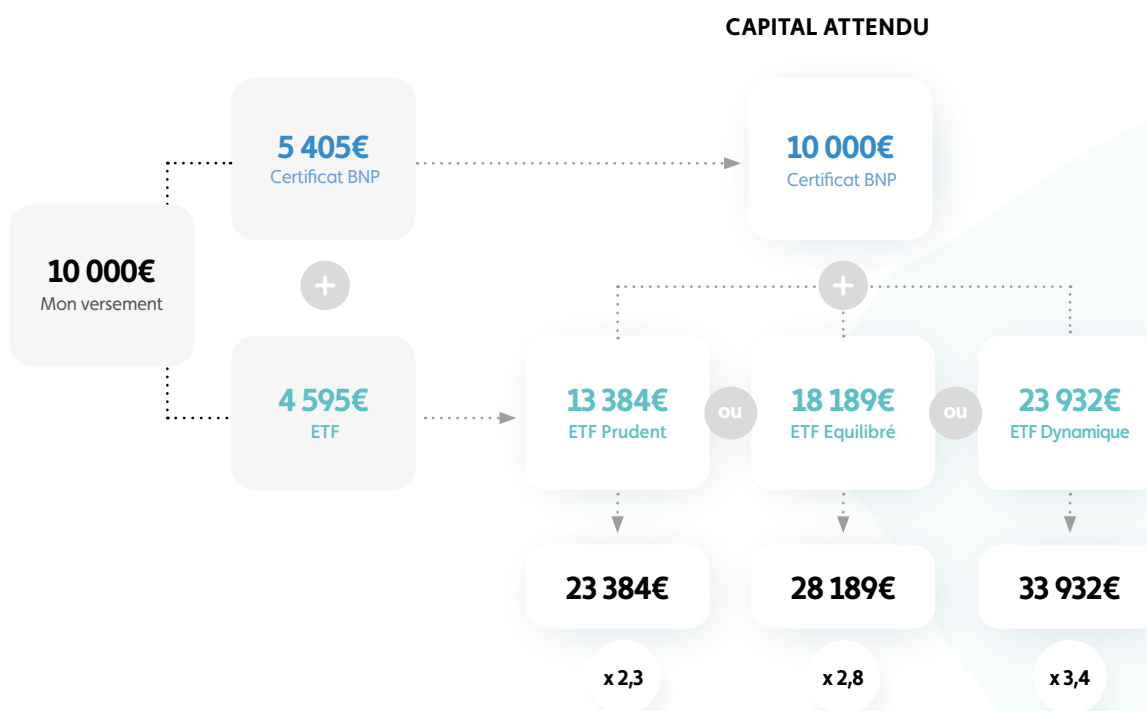 CAPITAL ATTENDU
5 405€
Certificat BNP
10 000€
Certificat BNP
10 000€
Mon versement
+
+
4 595€
ETF
13 384€
ETF Prudent
ou
18 189€
ETF Equilibré
ou
23 932€
ETF Dynamique
23 384€
28 189€
33 932€
x 2,3
x 2,8
x 3,4